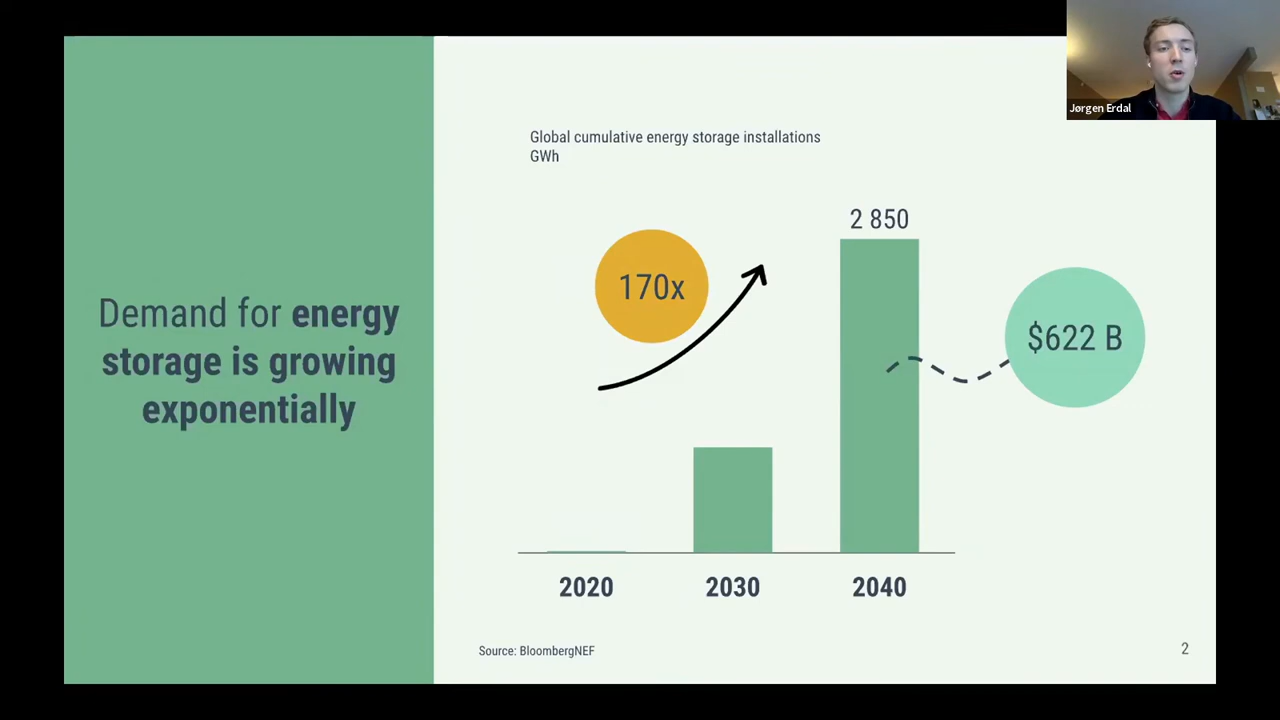 Jørgen Erdal
Demand for energy
storage is growing
exponentially
Global cumulative energy storage installations
GWh
170x
2 850
$622 B
2020 2030 2040
Source: BloombergNEF
2